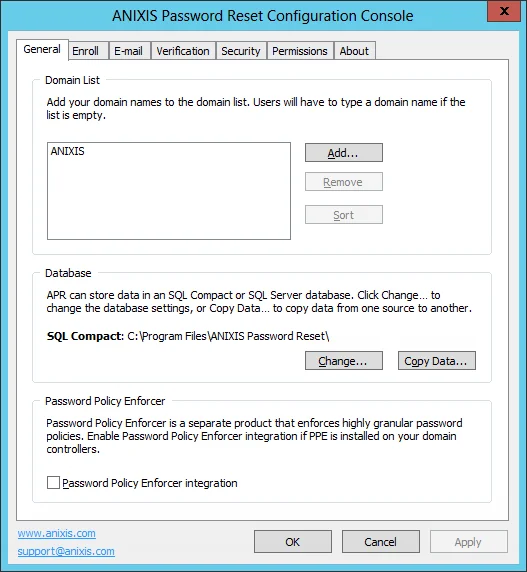 ANIXIS Password Reset Configuration Console
X
General Enroll E-mail Verification Security Permissions About
Domain List
Add your domain names to the domain list. Users will have to type a domain name if the
list is empty.
ANIXIS
Add...
Remove
Sort
Database
APR can store data in an SQL Compact or SQL Server database. Click Change... to
change the database settings, or Copy Data... to copy data from one source to another.
SQL Compact: C:\Program Files\ANIXIS Password Reset\
Change... Copy Data...
Password Policy Enforcer
Password Policy Enforcer is a separate product that enforces highly granular password
policies. Enable Password Policy Enforcer integration if PPE is installed on your domain
controllers.
Password Policy Enforcer integration
www.anixis.com
support@anixis.com
OK Cancel Apply